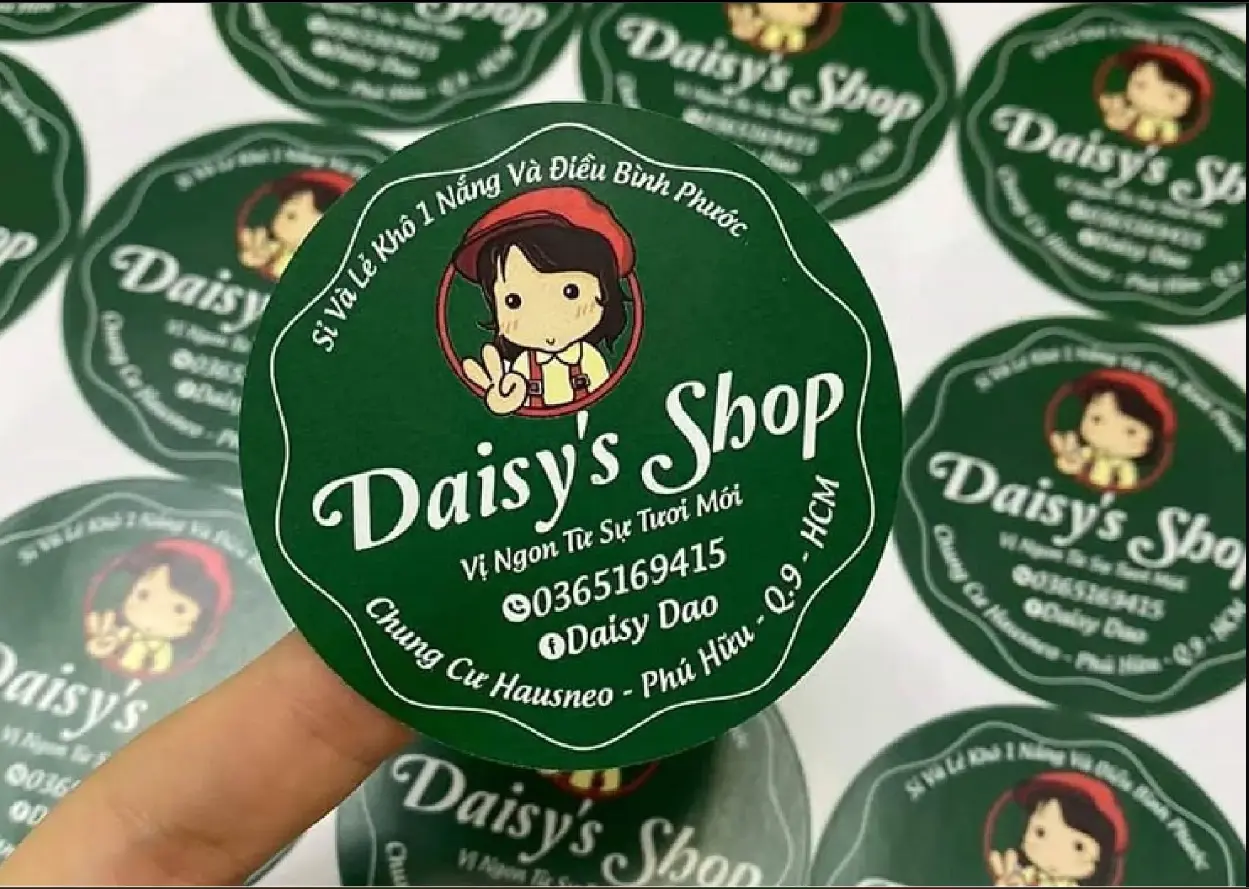 Sỉ Và Lẻ Khô 1 Nắng Và Điều Bình Phước
Daisy's Shop
Vị Ngon Từ Sự Tươi Mới
0365169415
Daisy Dao
Chung Cư Hausneo - Phú Hữu - Q.9 - HCM